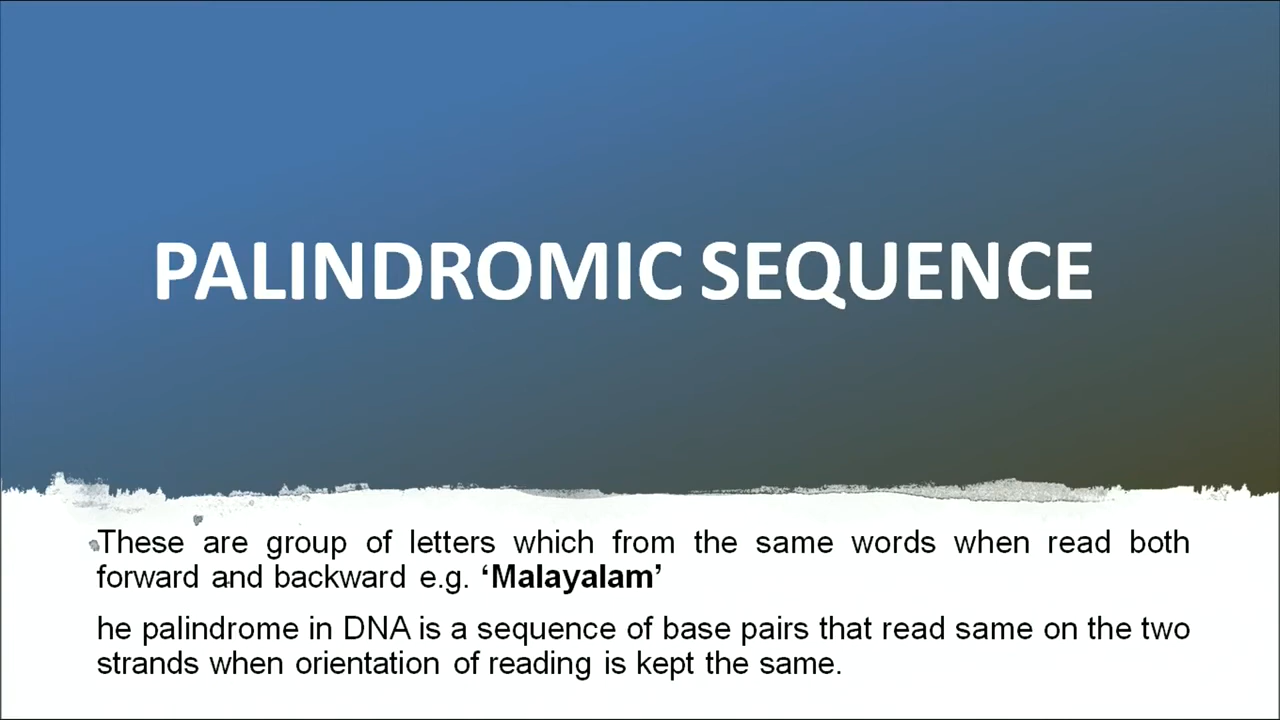 PALINDROMIC SEQUENCE
These are group of letters which from the same words when read both
forward and backward e.g. ‘Malayalam’
he palindrome in DNA is a sequence of base pairs that read same on the two
strands when orientation of reading is kept the same.